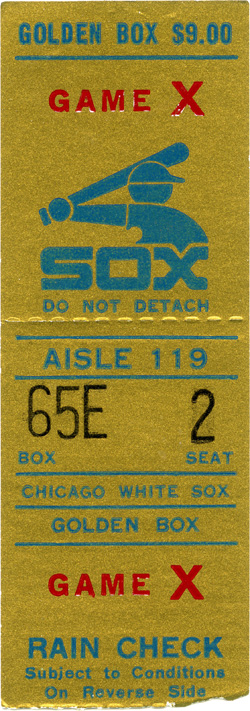 GOLDEN BOX $9.00
GAME X
SOX
DO NOT DETACH
AISLE 119
65E 2
BOX SEAT
CHICAGO WHITE SOX
GOLDEN BOX
GAME X
RAIN CHECK
Subject to Conditions
On Reverse Side